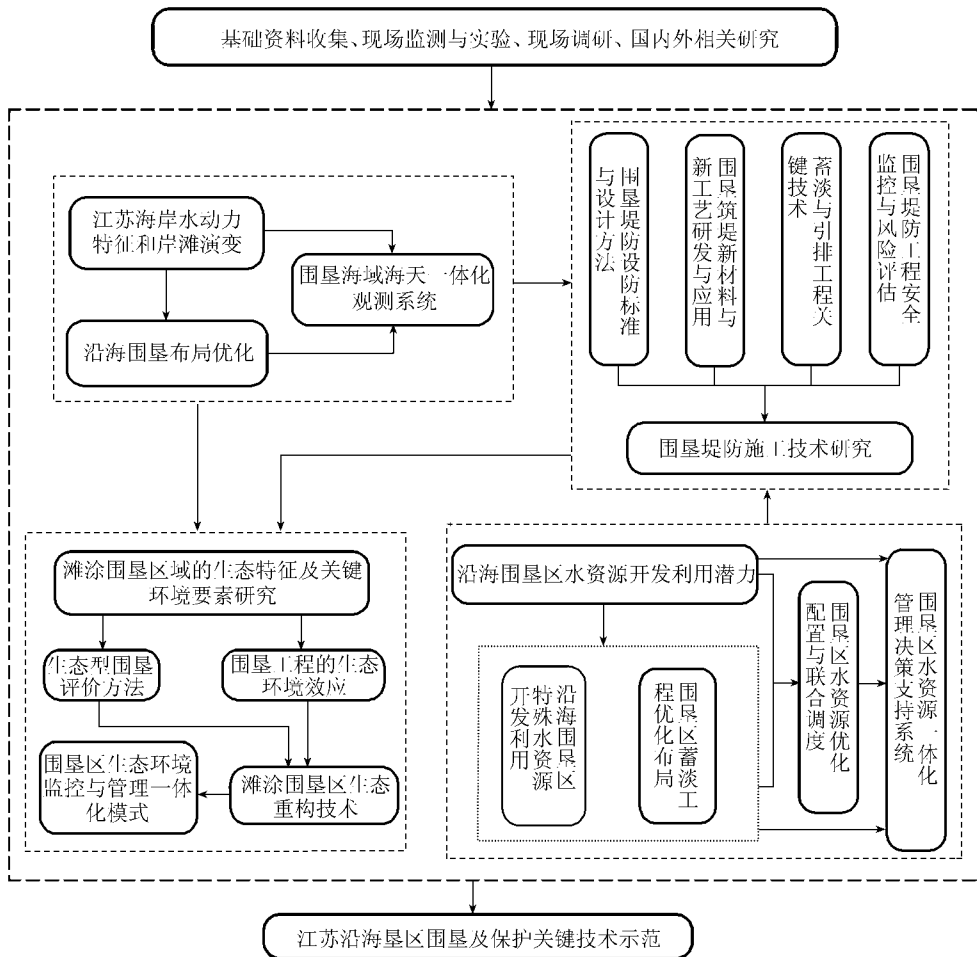 基础资料收集、现场监测与实验、现场调研、国内外相关研究
江苏海岸水动力
特征和岸滩演变
围垦海域海天一体化
观测系统
沿海围垦布局优化
围垦堤防设防标准
与设计方法
围垦筑堤新材料与
新工艺研发与应用
蓄淡与引排工程关
键技术
围垦堤防工程安全
监控与风险评估
围垦堤防施工技术研究
滩涂围垦区域的生态特征及关键
环境要素研究
生态型围垦
评价方法
围垦工程的生态
环境效应
围垦区生态环境
监控与管理一体
化模式
滩涂围垦区生态
重构技术
沿海围垦区水资源开发利用潜力
沿海围垦区
特殊水资源
开发利用
围垦区蓄淡工
程优化布局
围垦区水资源优化
配置与联合调度
围垦区水资源一体化
管理决策支持系统
江苏沿海垦区围垦及保护关键技术示范